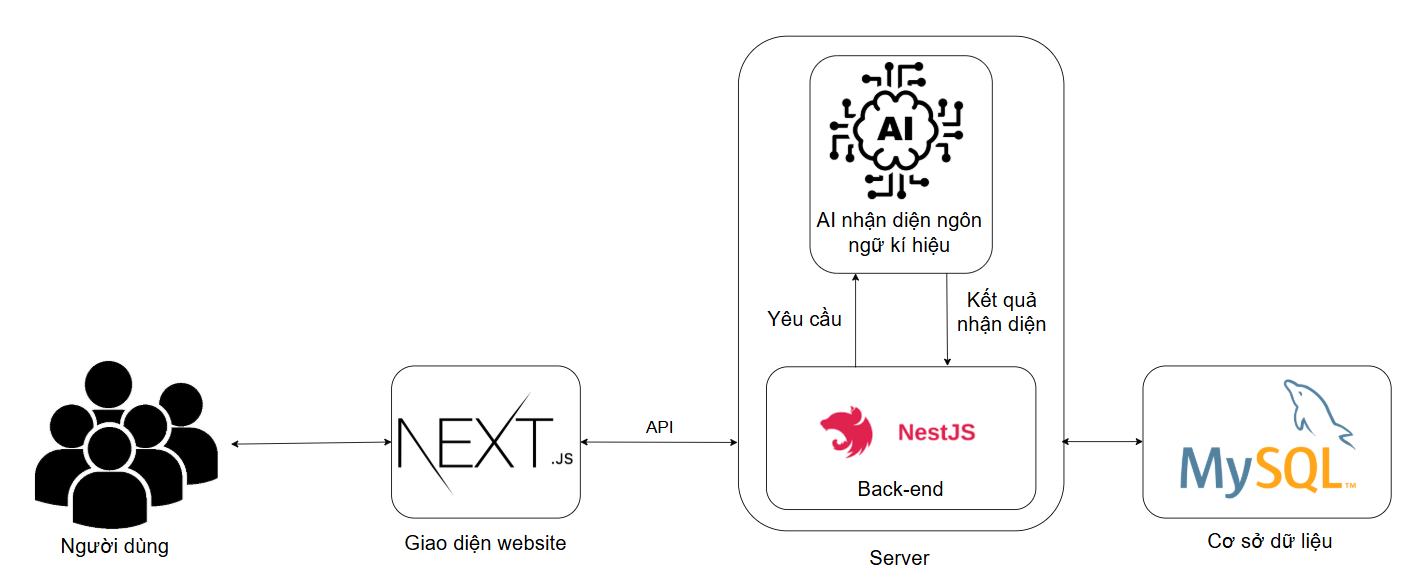 AI
AI nhận diện ngôn
ngữ kí hiệu
Yêu cầu
Kết quả
nhận diện
NEXT.JS
API
NestJS
Back-end
MySQL™
Người dùng
Giao diện website
Server
Cơ sở dữ liệu